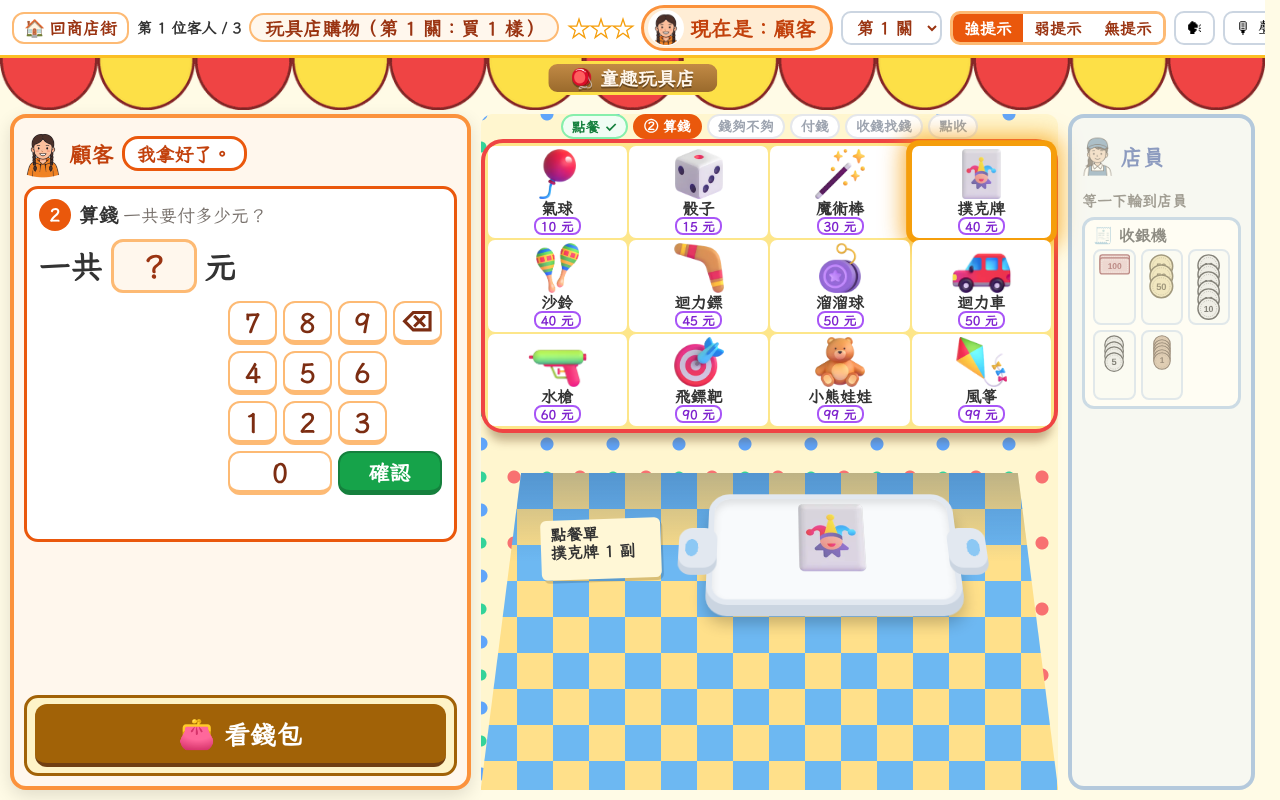 回商店街
第 1 位客人 / 3
玩具店購物（第 1 關：買 1 樣）
現在是：顧客
第 1 關
強提示
弱提示
無提示
童趣玩具店
顧客
我拿好了。
2 算錢 一共要付多少元？
一共 ? 元
7 8 9
4 5 6
1 2 3
0 確認
看錢包
點餐 ✓
② 算錢
錢夠不夠
付錢
收錢找錢
點收
氣球
10 元
骰子
15 元
魔術棒
30 元
撲克牌
40 元
沙鈴
40 元
迴力鏢
45 元
溜溜球
50 元
迴力車
50 元
水槍
60 元
飛鏢靶
90 元
小熊娃娃
99 元
風箏
99 元
點餐單
撲克牌 1 副
店員
等一下輪到店員
收銀機
100
50
10
5
1